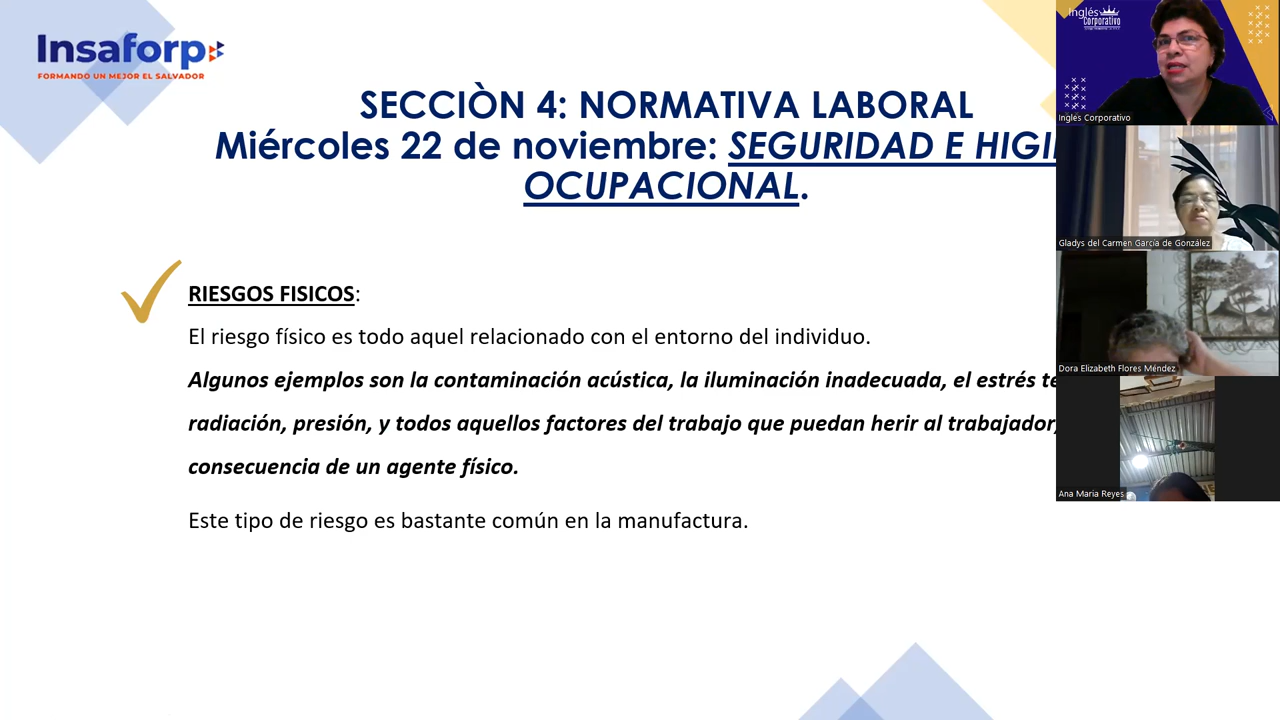 Insaforp
FORMANDO UN MEJOR EL SALVADOR
SECCIÒN 4: NORMATIVA LABORAL
Miércoles 22 de noviembre: SEGURIDAD E
OCUPACIONAL.
RIESGOS FISICOS:
El riesgo físico es todo aquel relacionado con el entorno del individuo.
Algunos ejemplos son la contaminación acústica, la iluminación inadecuada, el estrés
radiación, presión, y todos aquellos factores del trabajo que puedan herir al trabajador,
consecuencia de un agente físico.
Este tipo de riesgo es bastante común en la manufactura.
Inglés
Corporativo
Inglés Corporativo
Gladys del Carmen García de González
Dora Elizabeth Flores Méndez
Ana María Reyes